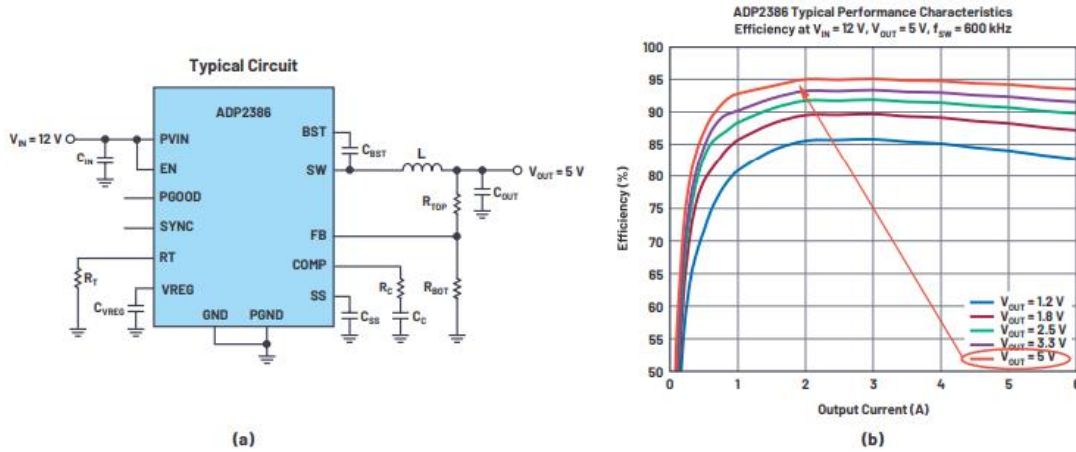 Typical Circuit
ADP2386
V_IN = 12 V
C_IN
PVIN
EN
PGOOD
SYNC
RT
VREG
R_T
C_VREG
GND
PGND
BST
SW
FB
COMP
SS
C_BST
L
V_OUT = 5 V
C_OUT
R_TOP
R_BOT
R_C
C_C
C_SS
(a)
ADP2386 Typical Performance Characteristics
Efficiency at V_IN = 12 V, V_OUT = 5 V, f_SW = 600 kHz
Efficiency (%)
100
95
90
85
80
75
70
65
60
55
50
0 1 2 3 4 5 6
Output Current (A)
V_OUT = 1.2 V
V_OUT = 1.8 V
V_OUT = 2.5 V
V_OUT = 3.3 V
V_OUT = 5 V
(b)